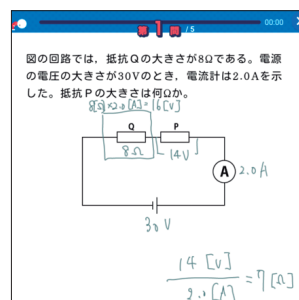 第1問
/ 5
00:00
図の回路では，抵抗Qの大きさが8Ωである。電源
の電圧の大きさが30Vのとき，電流計は2.0Aを示
した。抵抗Pの大きさは何Ωか。
8[Ω]×2.0[A]=16[V]
Q
P
8Ω
14V
A
2.0A
30V
14[V]
2.0[A]
=7[Ω]